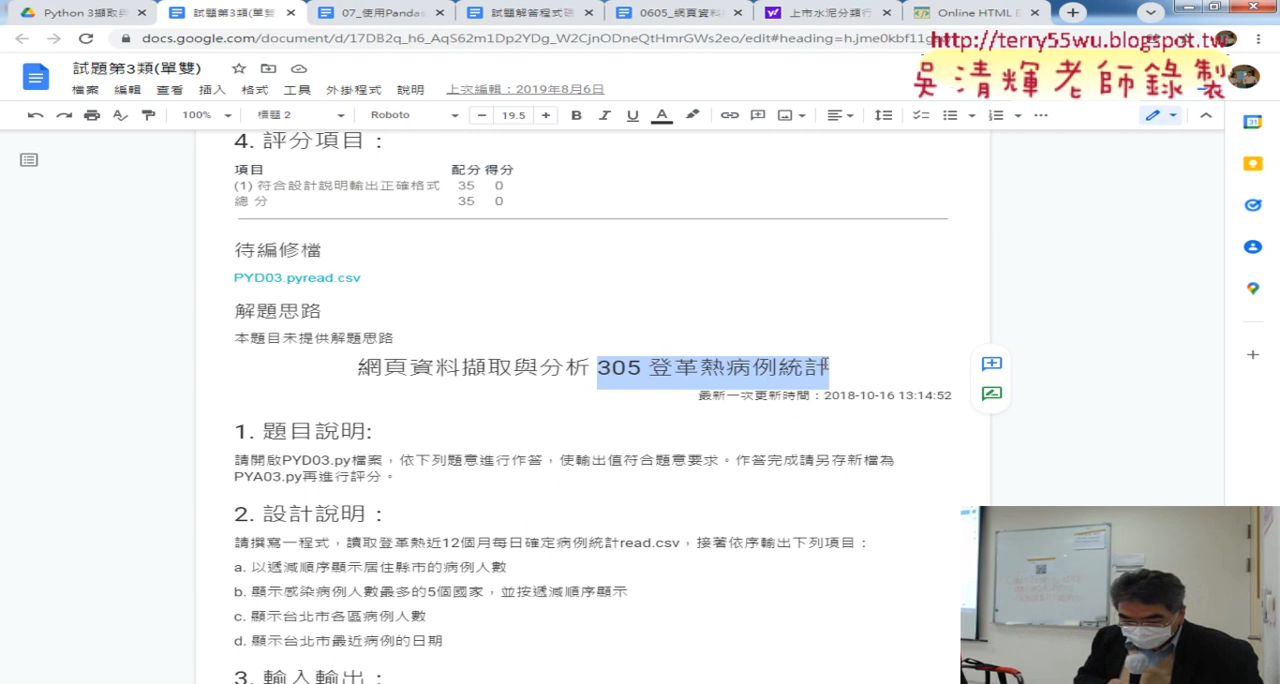 Python 3擷取與
試題第3類(單雙)
07_使用Pandas
試題解答程式碼
0605_網頁資料
上市水泥分類行
Online HTML E
docs.google.com/document/d/17DB2q_h6_AqS62m1Dp2YDg_W2CjnODneQtHmrGWs2eo/edit#heading=h.jme0kbf11g
http://terry55wu.blogspot.tw
吳清輝老師錄製
試題第3類(單雙)
檔案 編輯 查看 插入 格式 工具 外掛程式 說明 上次編輯：2019年8月6日
100% 標題 2 Roboto 19.5 B I U A
4. 評分項目：
項目 配分 得分
(1) 符合設計說明輸出正確格式 35 0
總 分 35 0
待編修檔
PYD03.pyread.csv
解題思路
本題目未提供解題思路
網頁資料擷取與分析 305 登革熱病例統計
最新一次更新時間：2018-10-16 13:14:52
1. 題目說明:
請開啟PYD03.py檔案，依下列題意進行作答，使輸出值符合題意要求。作答完成請另存新檔為
PYA03.py再進行評分。
2. 設計說明：
請撰寫一程式，讀取登革熱近12個月每日確定病例統計read.csv，接著依序輸出下列項目：
a. 以遞減順序顯示居住縣市的病例人數
b. 顯示感染病例人數最多的5個國家，並按遞減順序顯示
c. 顯示台北市各區病例人數
d. 顯示台北市最近病例的日期
3. 輸入輸出：